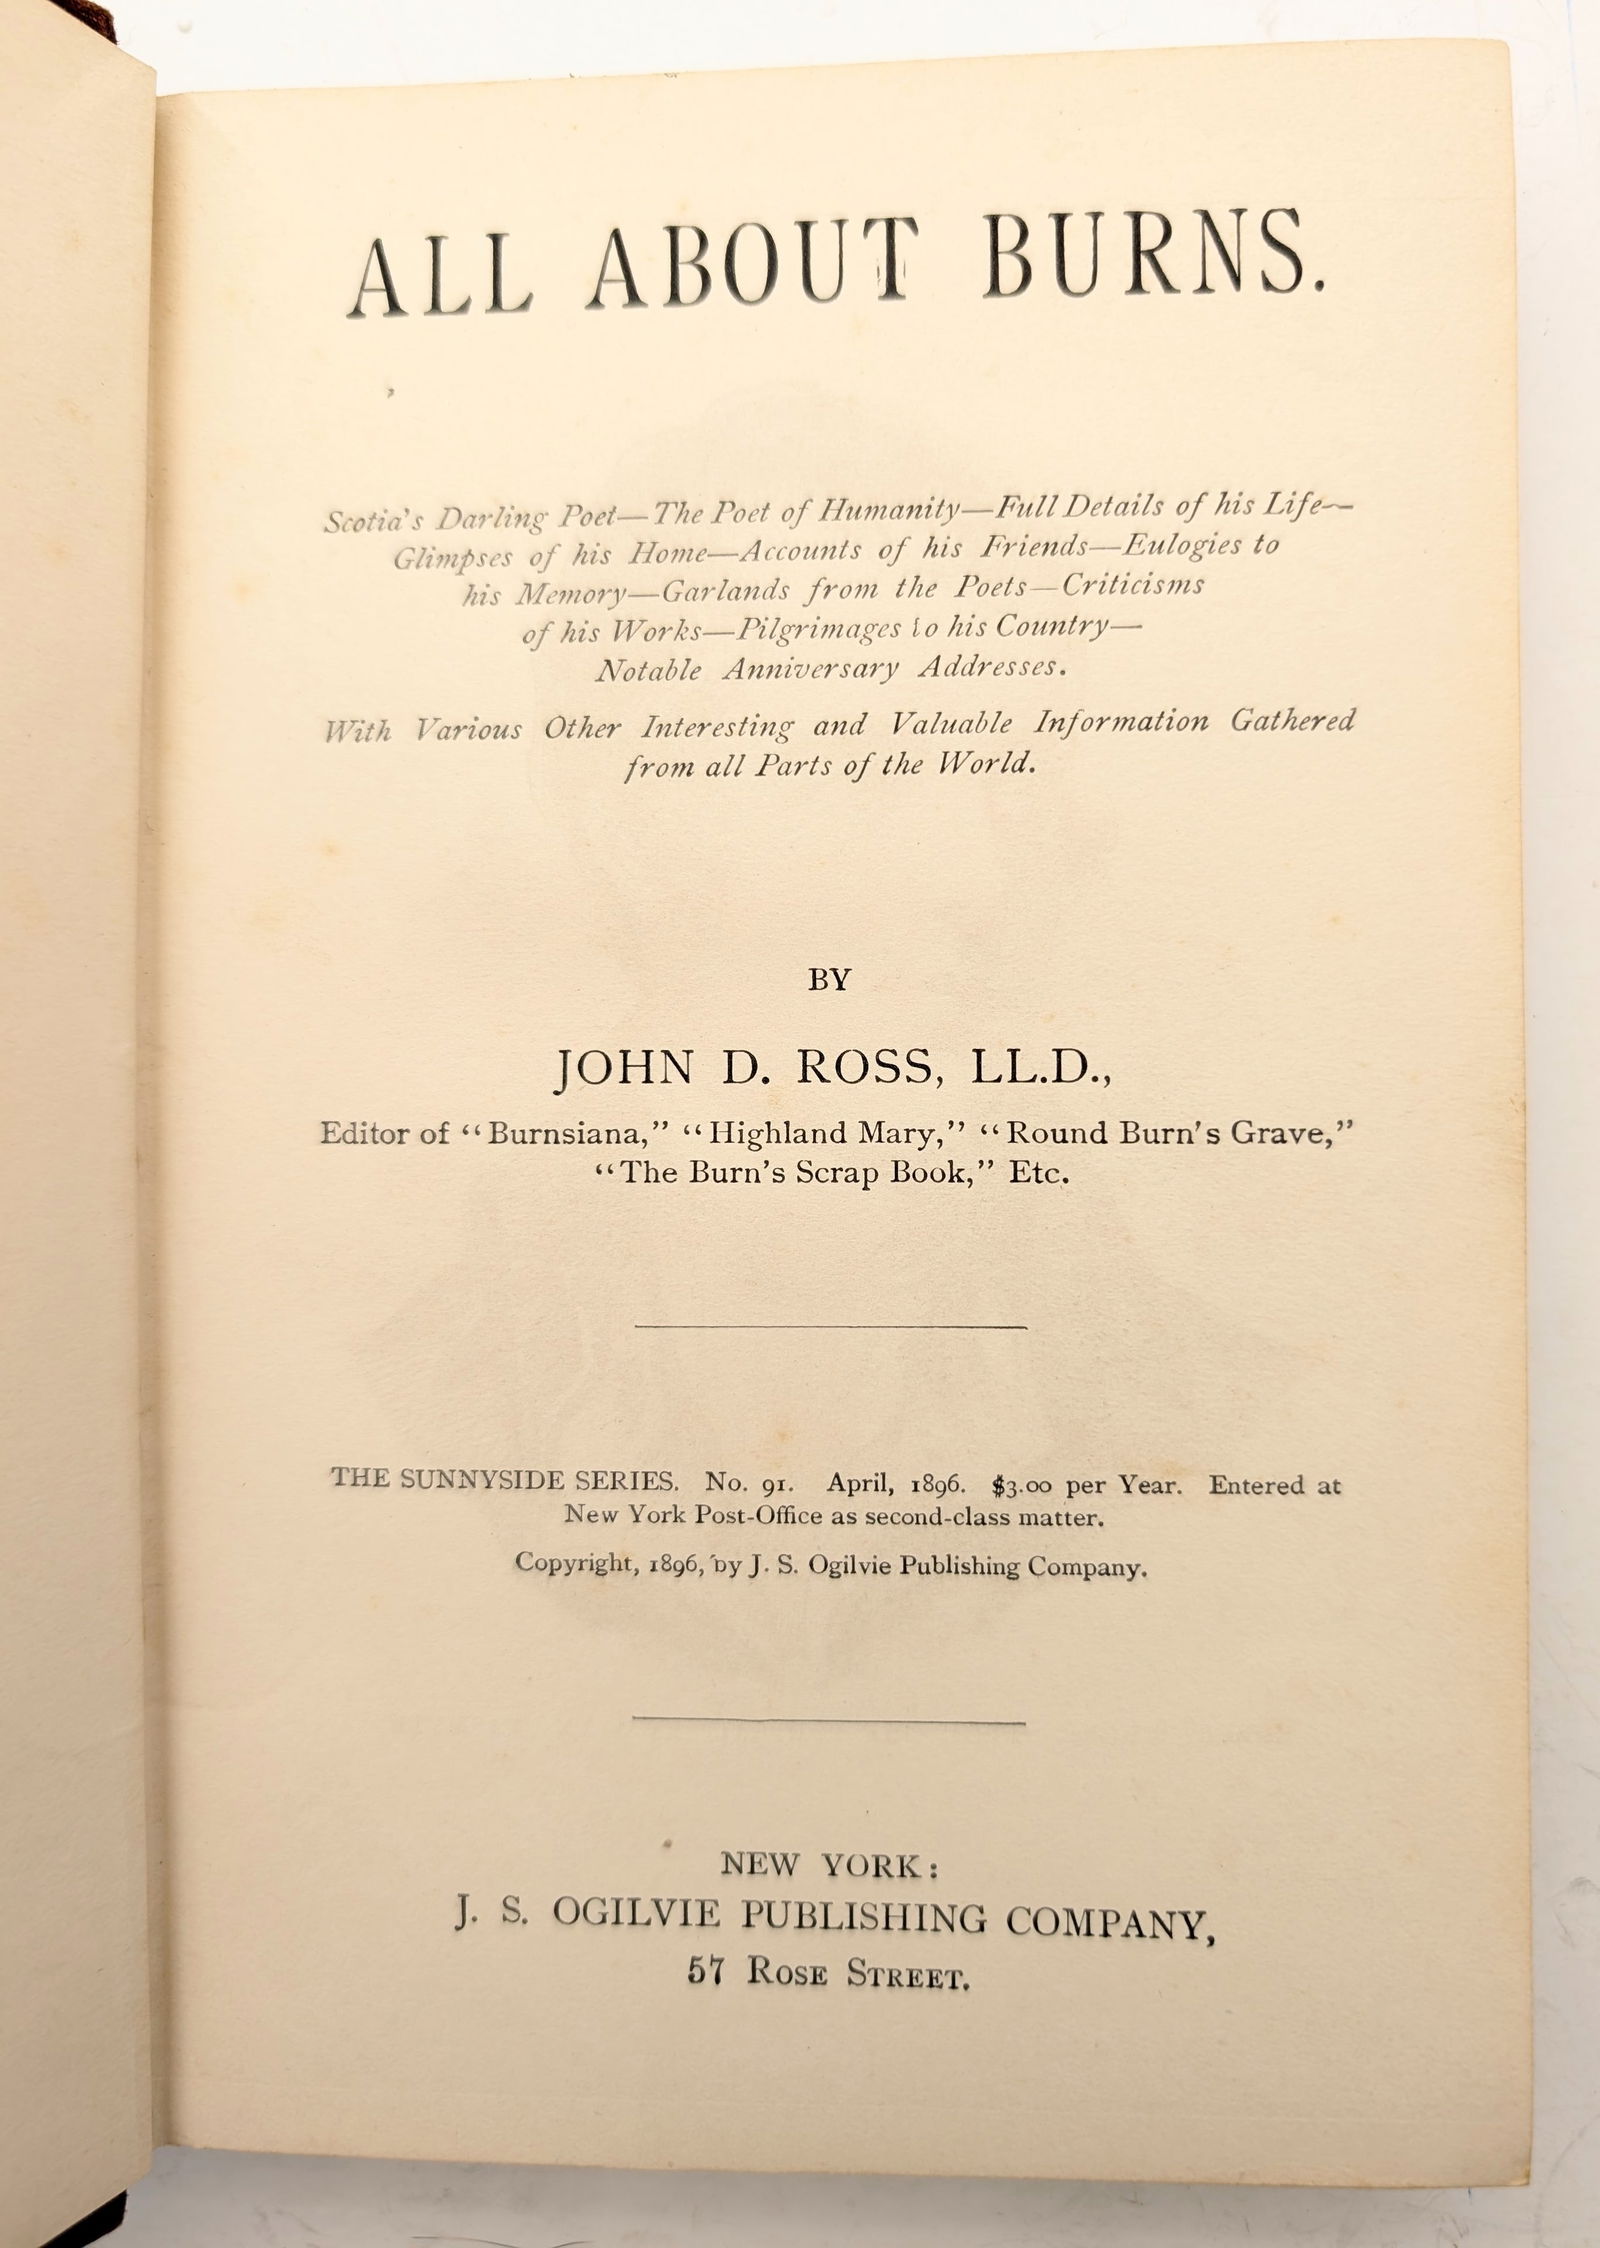 ALL ABOUT BURNS.
Scotia's Darling Poet—The Poet of Humanity—Full Details of his Life—
Glimpses of his Home—Accounts of his Friends—Eulogies to
his Memory—Garlands from the Poets—Criticisms
of his Works—Pilgrimages to his Country—
Notable Anniversary Addresses.
With Various Other Interesting and Valuable Information Gathered
from all Parts of the World.
BY
JOHN D. ROSS, LL.D.,
Editor of “Burnsiana,” “Highland Mary,” “Round Burn's Grave,”
“The Burn's Scrap Book,” Etc.
THE SUNNYSIDE SERIES. No. 91. April, 1896. $3.00 per Year. Entered at
New York Post-Office as second-class matter.
Copyright, 1896, by J. S. Ogilvie Publishing Company.
NEW YORK:
J. S. OGILVIE PUBLISHING COMPANY,
57 ROSE STREET.